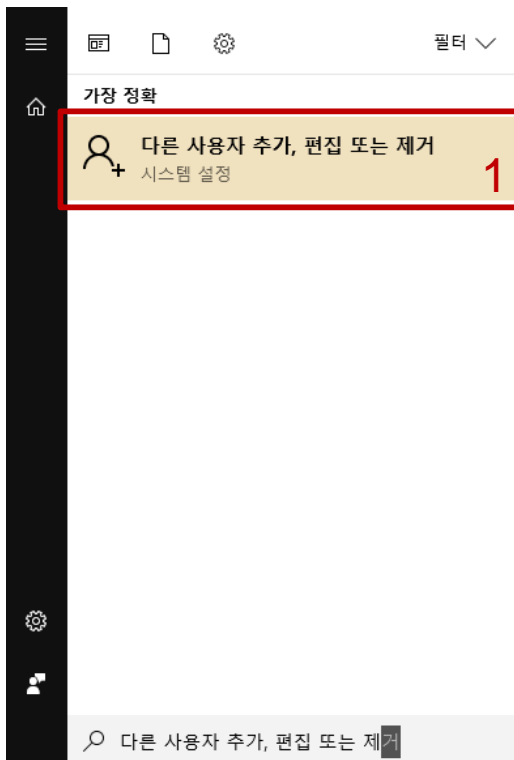 필터
가장 정확
다른 사용자 추가, 편집 또는 제거
시스템 설정
1
다른 사용자 추가, 편집 또는 제거